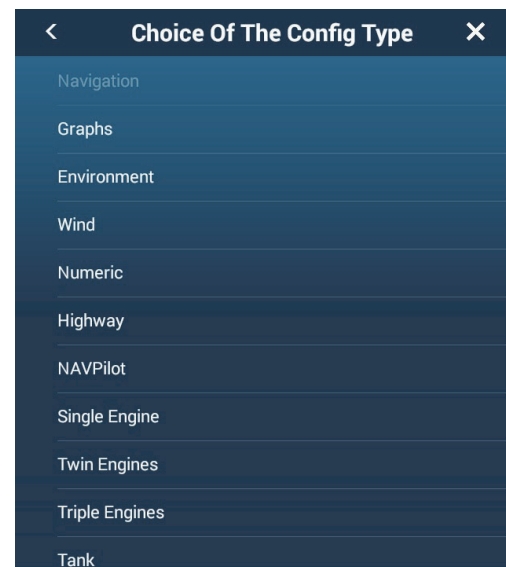 Choice Of The Config Type
Navigation
Graphs
Environment
Wind
Numeric
Highway
NAVPilot
Single Engine
Twin Engines
Triple Engines
Tank